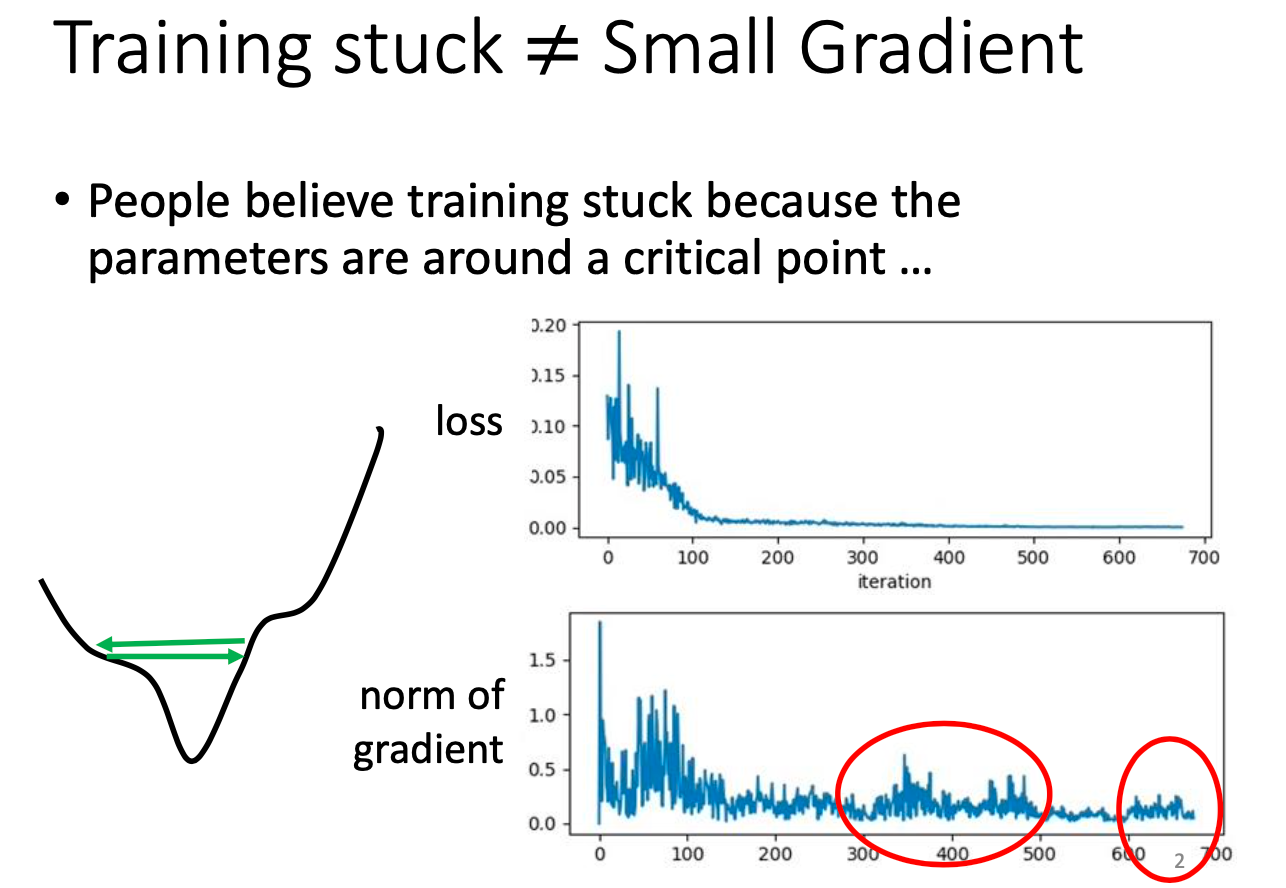 Training stuck ≠ Small Gradient
• People believe training stuck because the
parameters are around a critical point …
loss
0.20
0.15
0.10
0.05
0.00
0 100 200 300 400 500 600 700
iteration
norm of
gradient
1.5
1.0
0.5
0.0
0 100 200 300 400 500 600 700
2